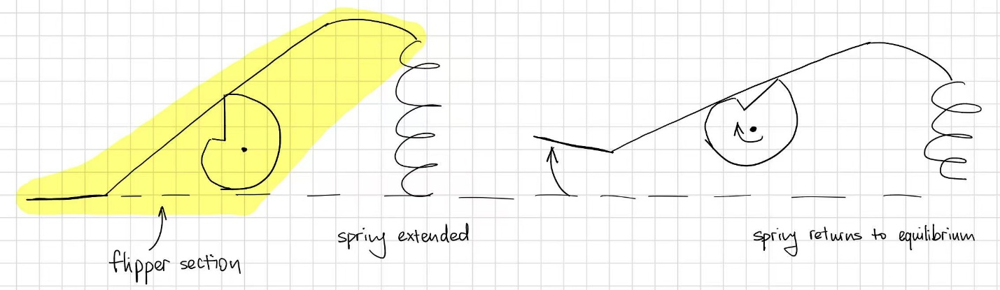 spring extended
spring returns to equilibrium
flipper section